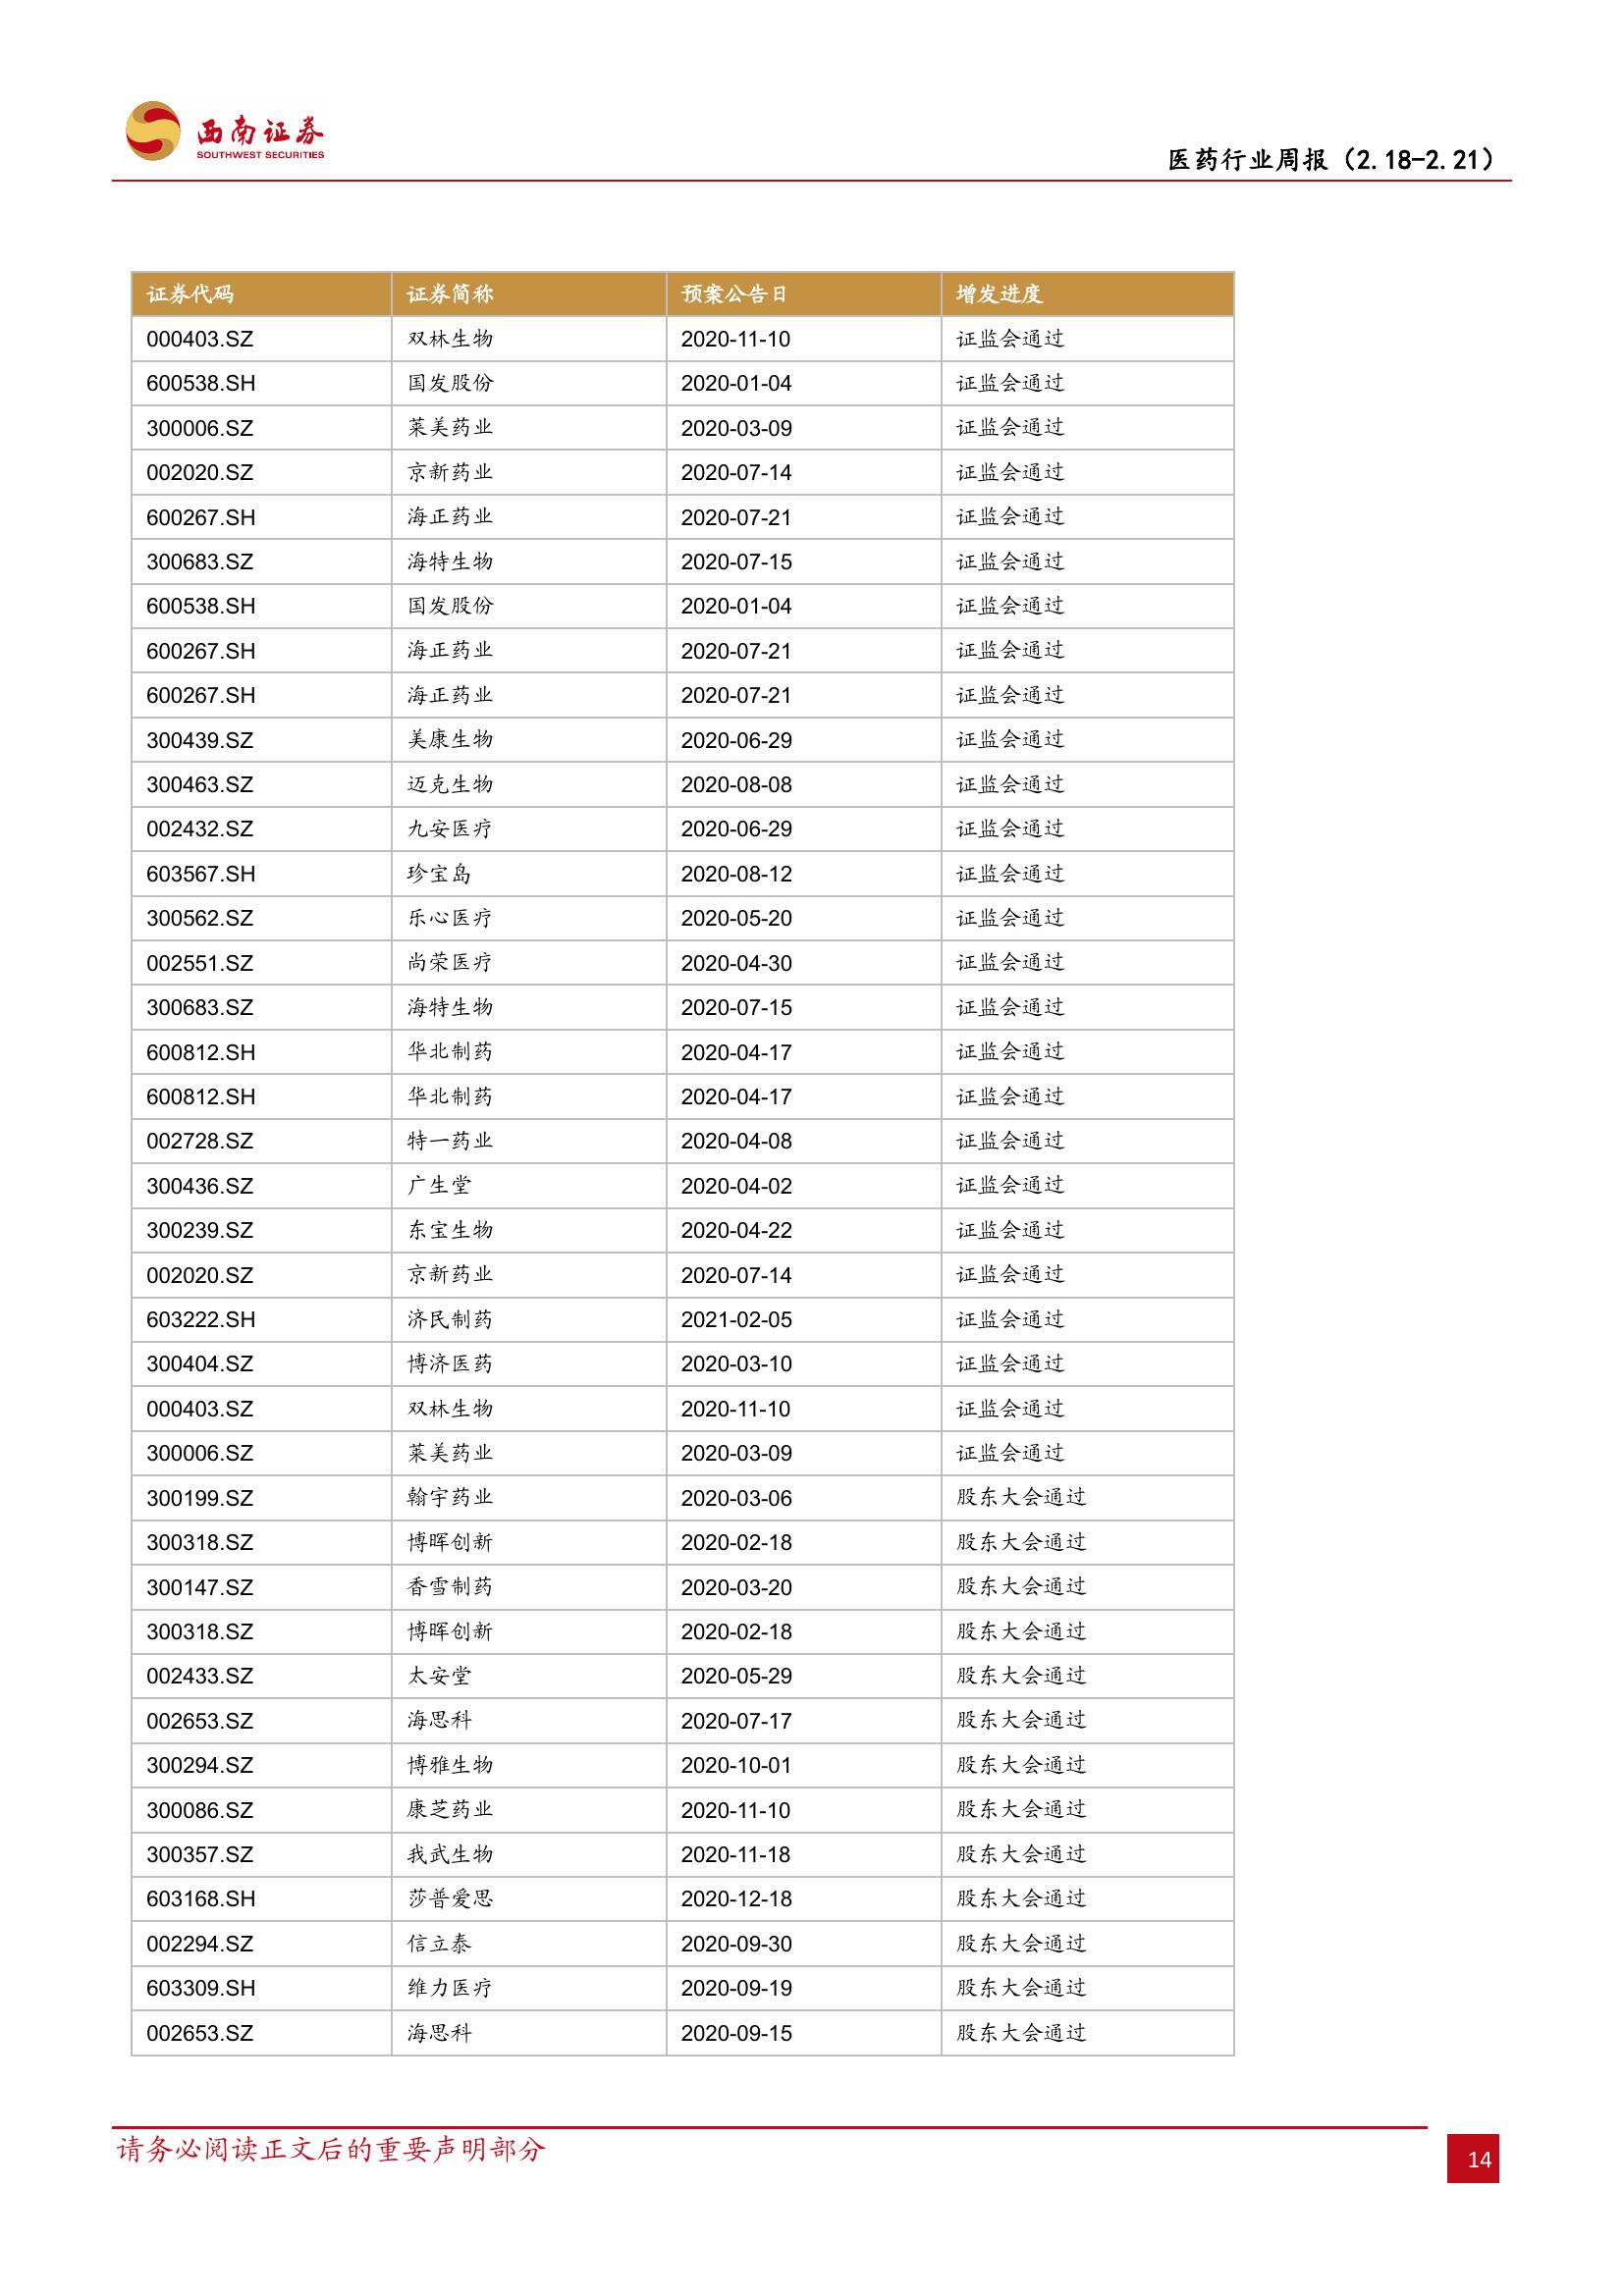 西南证券
SOUTHWEST SECURITIES
医药行业周报（2.18-2.21）
证券代码 证券简称 预案公告日 增发进度
000403.SZ 双林生物 2020-11-10 证监会通过
600538.SH 国发股份 2020-01-04 证监会通过
300006.SZ 莱美药业 2020-03-09 证监会通过
002020.SZ 京新药业 2020-07-14 证监会通过
600267.SH 海正药业 2020-07-21 证监会通过
300683.SZ 海特生物 2020-07-15 证监会通过
600538.SH 国发股份 2020-01-04 证监会通过
600267.SH 海正药业 2020-07-21 证监会通过
600267.SH 海正药业 2020-07-21 证监会通过
300439.SZ 美康生物 2020-06-29 证监会通过
300463.SZ 迈克生物 2020-08-08 证监会通过
002432.SZ 九安医疗 2020-06-29 证监会通过
603567.SH 珍宝岛 2020-08-12 证监会通过
300562.SZ 乐心医疗 2020-05-20 证监会通过
002551.SZ 尚荣医疗 2020-04-30 证监会通过
300683.SZ 海特生物 2020-07-15 证监会通过
600812.SH 华北制药 2020-04-17 证监会通过
600812.SH 华北制药 2020-04-17 证监会通过
002728.SZ 特一药业 2020-04-08 证监会通过
300436.SZ 广生堂 2020-04-02 证监会通过
300239.SZ 东宝生物 2020-04-22 证监会通过
002020.SZ 京新药业 2020-07-14 证监会通过
603222.SH 济民制药 2021-02-05 证监会通过
300404.SZ 博济医药 2020-03-10 证监会通过
000403.SZ 双林生物 2020-11-10 证监会通过
300006.SZ 莱美药业 2020-03-09 证监会通过
300199.SZ 翰宇药业 2020-03-06 股东大会通过
300318.SZ 博晖创新 2020-02-18 股东大会通过
300147.SZ 香雪制药 2020-03-20 股东大会通过
300318.SZ 博晖创新 2020-02-18 股东大会通过
002433.SZ 太安堂 2020-05-29 股东大会通过
002653.SZ 海思科 2020-07-17 股东大会通过
300294.SZ 博雅生物 2020-10-01 股东大会通过
300086.SZ 康芝药业 2020-11-10 股东大会通过
300357.SZ 我武生物 2020-11-18 股东大会通过
603168.SH 莎普爱思 2020-12-18 股东大会通过
002294.SZ 信立泰 2020-09-30 股东大会通过
603309.SH 维力医疗 2020-09-19 股东大会通过
002653.SZ 海思科 2020-09-15 股东大会通过
请务必阅读正文后的重要声明部分
14